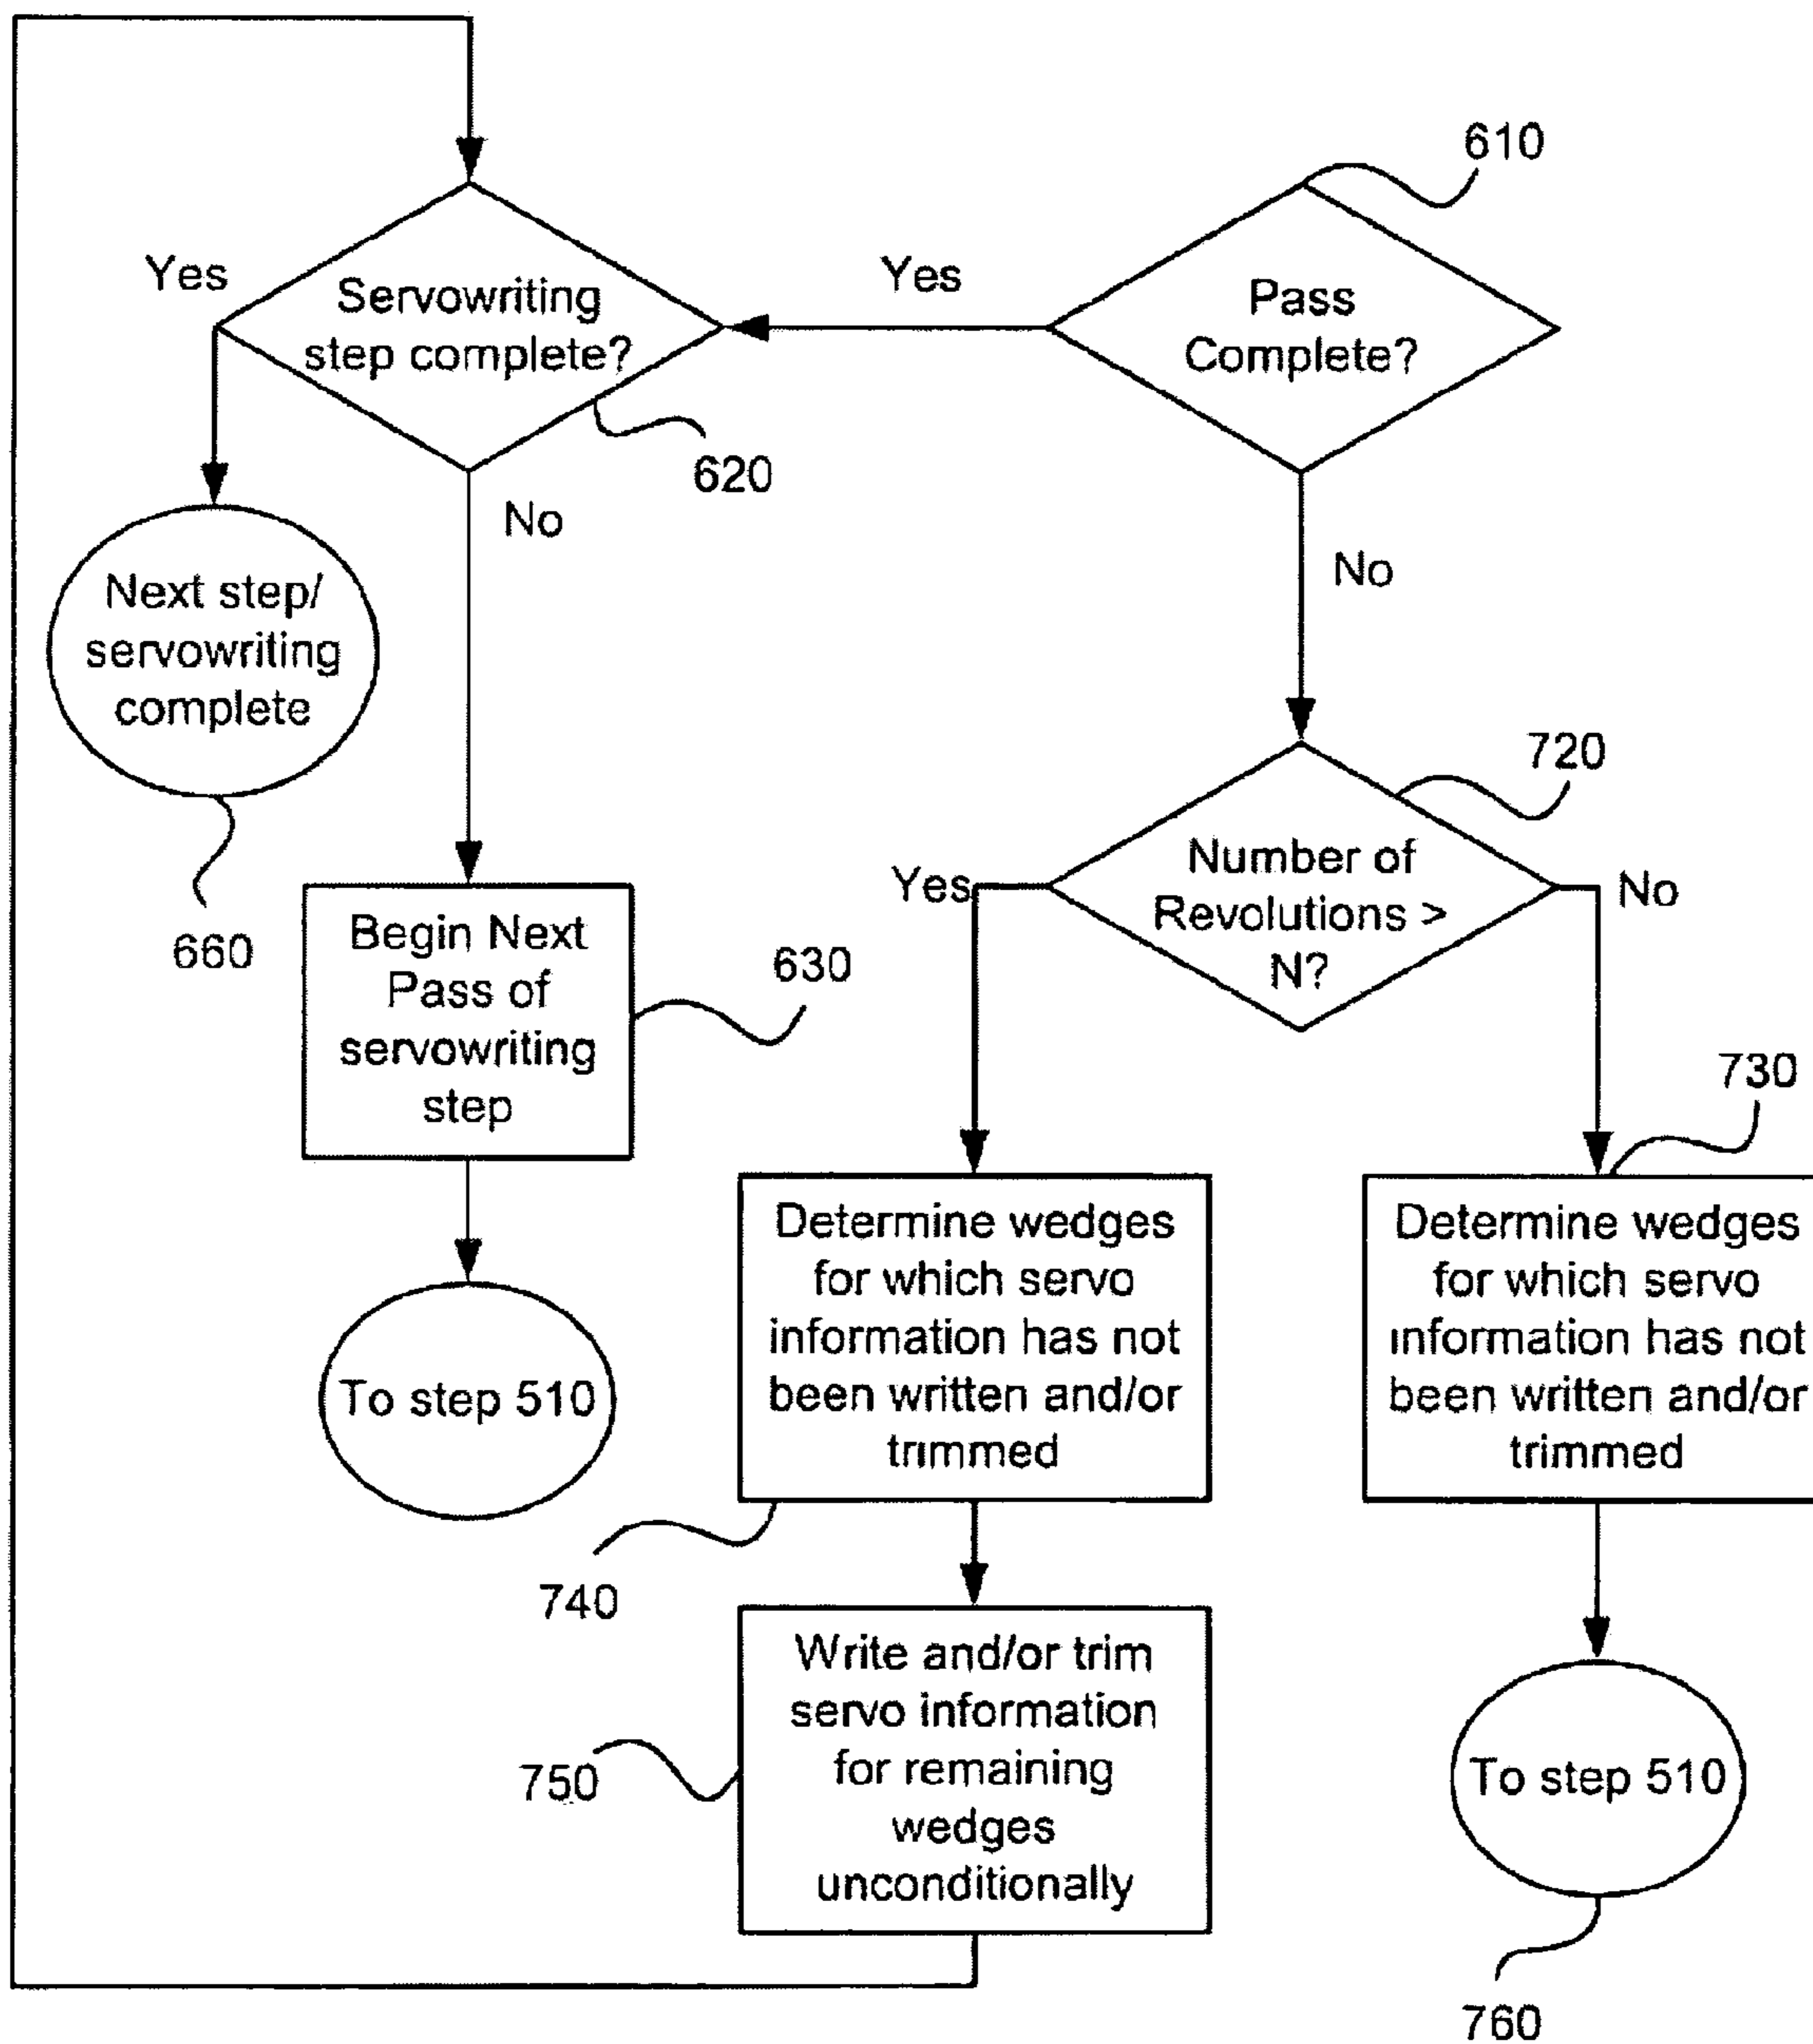 610
Yes
Servowriting
step complete?
Yes
Pass
Complete?
620
No
Next step/
servowriting
complete
No
720
660
Begin Next
Pass of
servowriting
step
630
Yes
Number of
Revolutions >
N?
No
730
To step 510
Determine wedges
for which servo
information has not
been written and/or
trimmed
Determine wedges
for which servo
information has not
been written and/or
trimmed
740
750
Write and/or trim
servo information
for remaining
wedges
unconditionally
To step 510
760